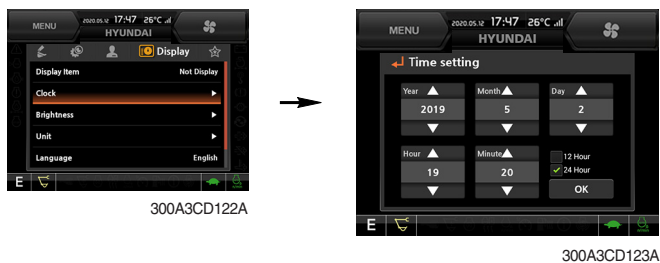 MENU
2020.05.12 17:47 26°C .ıl
HYUNDAI
Display
Display Item Not Display
Clock
Brightness
Unit
Language English
E
300A3CD122A
MENU
2020.05.12 17:47 26°C .ıl
HYUNDAI
Time setting
Year Month Day
2019 5 2
Hour Minute
19 20
12 Hour
24 Hour
OK
E
300A3CD123A